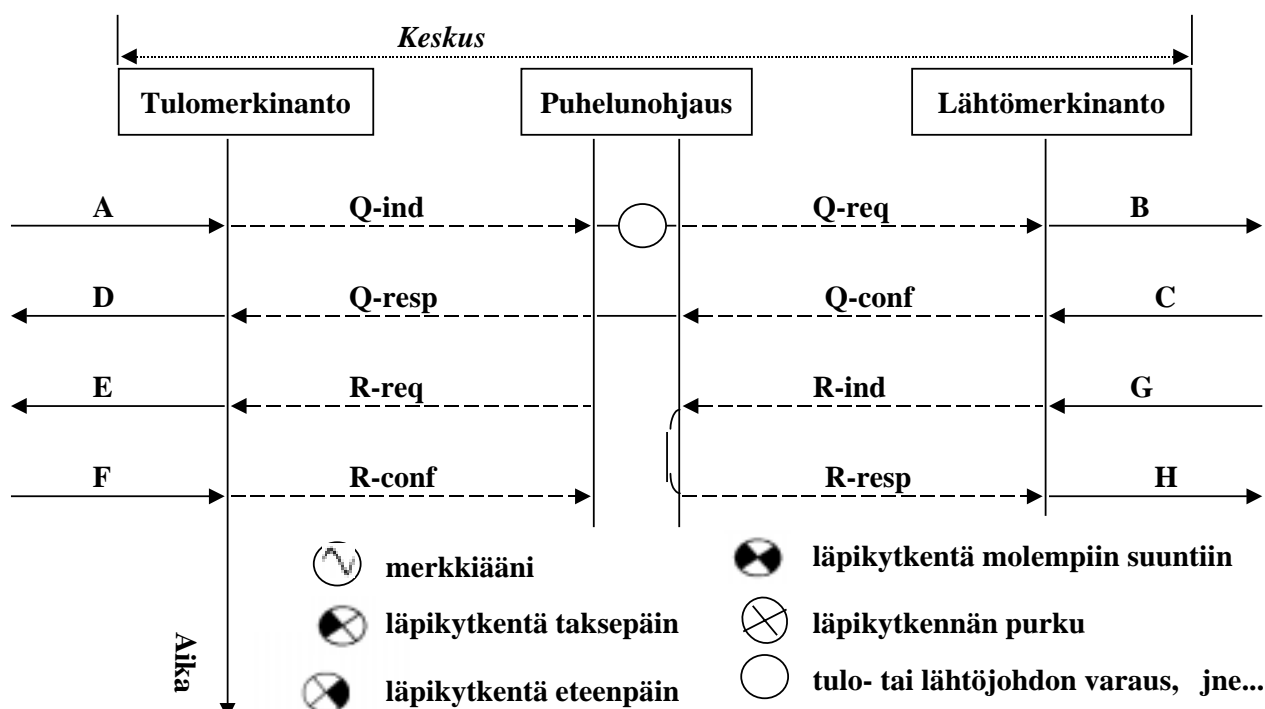 Keskus
Tulomerkinanto Puhelunohjaus Lähtömerkinanto
A Q-ind Q-req B
D Q-resp Q-conf C
E R-req R-ind G
F R-conf R-resp H
merkkiääni
läpikytkentä molempiin suuntiin
läpikytkentä taksepäin
läpikytkennän purku
läpikytkentä eteenpäin
tulo- tai lähtöjohdon varaus, jne...
Aika